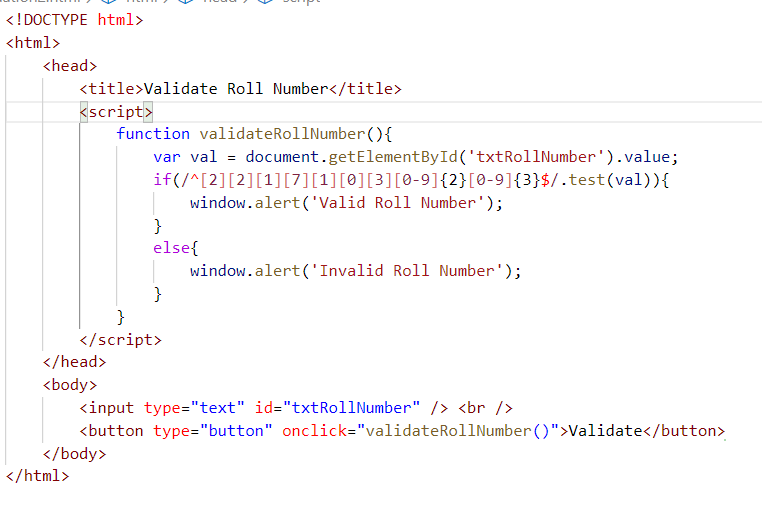 html head script
<!DOCTYPE html>
<html>
<head>
<title>Validate Roll Number</title>
<script>
function validateRollNumber(){
var val = document.getElementById('txtRollNumber').value;
if(/^[2][2][1][7][1][0][3][0-9]{2}[0-9]{3}$/.test(val)){
window.alert('Valid Roll Number');
}
else{
window.alert('Invalid Roll Number');
}
}
</script>
</head>
<body>
<input type="text" id="txtRollNumber" /> <br />
<button type="button" onclick="validateRollNumber()">Validate</button>
</body>
</html>